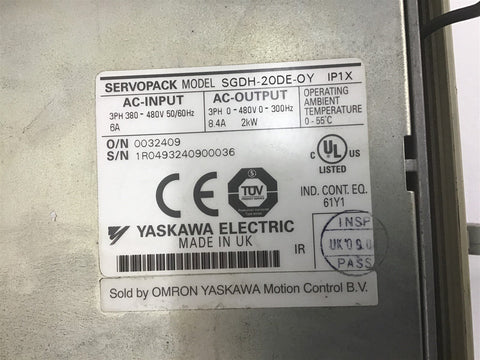 SERVOPACK MODEL SGDH-20DE-OY IP1X
AC-INPUT
3PH 380-480V 50/60Hz
6A
AC-OUTPUT
3PH 0-480V 0-300Hz
8.4A 2kW
OPERATING
AMBIENT
TEMPERATURE
0-55°C
O/N 0032409
S/N 1R0493240900036
CE
TÜV
C UL US
LISTED
IND. CONT. EQ.
61Y1
YASKAWA ELECTRIC
MADE IN UK
IR
INSP
PASS
Sold by OMRON YASKAWA Motion Control B.V.